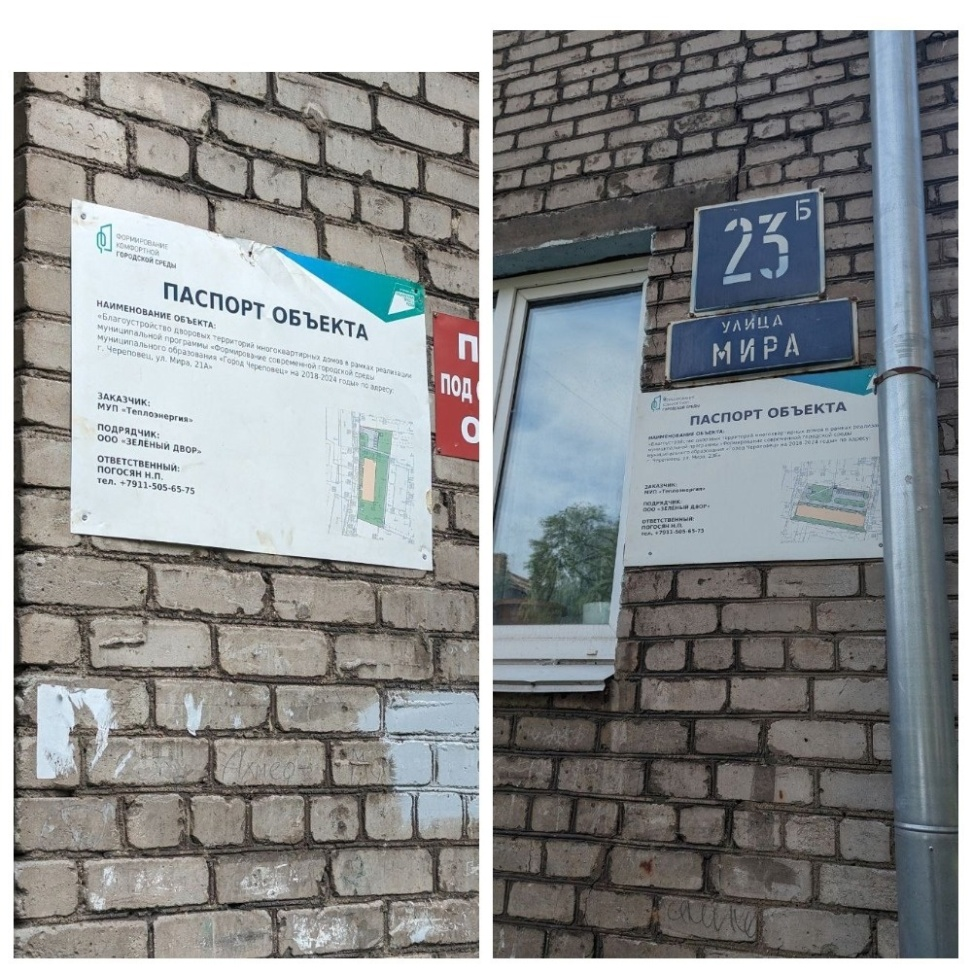 ФОРМИРОВАНИЕ
КОМФОРТНОЙ
ГОРОДСКОЙ СРЕДЫ
ПАСПОРТ ОБЪЕКТА
НАИМЕНОВАНИЕ ОБЪЕКТА:
«Благоустройство дворовых территорий многоквартирных домов в рамках реализации
муниципальной программы «Формирование современной городской среды
муниципального образования «Город Череповец» на 2018-2024 годы» по адресу:
г. Череповец, ул. Мира, 21А»
ЗАКАЗЧИК:
МУП «Теплоэнергия»
ПОДРЯДЧИК:
ООО «ЗЕЛЁНЫЙ ДВОР»
ОТВЕТСТВЕННЫЙ:
ПОГОСЯН Н.П.
тел. +7911-505-65-75
П
ПОД
О
23 Б
УЛИЦА
МИРА
ФОРМИРОВАНИЕ
КОМФОРТНОЙ
ГОРОДСКОЙ СРЕДЫ
ПАСПОРТ ОБЪЕКТА
НАИМЕНОВАНИЕ ОБЪЕКТА:
«Благоустройство дворовых территорий многоквартирных домов в рамках реализации
муниципальной программы «Формирование современной городской среды
муниципального образования «Город Череповец» на 2018-2024 годы» по адресу:
г. Череповец, ул. Мира, 23Б»
ЗАКАЗЧИК:
МУП «Теплоэнергия»
ПОДРЯДЧИК:
ООО «ЗЕЛЁНЫЙ ДВОР»
ОТВЕТСТВЕННЫЙ:
ПОГОСЯН Н.П.
тел. +7911-505-65-75